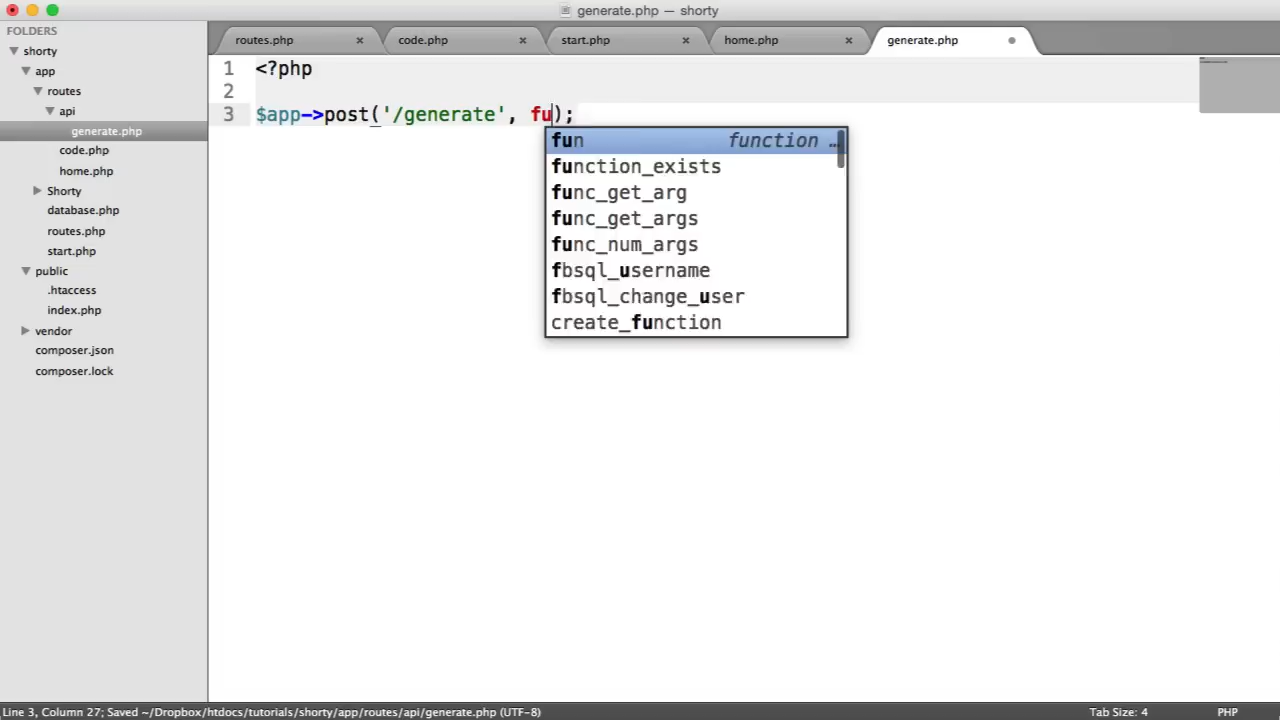 generate.php — shorty
FOLDERS
shorty
app
routes
api
generate.php
code.php
home.php
Shorty
database.php
routes.php
start.php
public
.htaccess
index.php
vendor
composer.json
composer.lock
routes.php
code.php
start.php
home.php
generate.php
1 <?php
2
3 $app->post('/generate', fu);
fun function …
function_exists
func_get_arg
func_get_args
func_num_args
fbsql_username
fbsql_change_user
create_function
Line 3, Column 27; Saved ~/Dropbox/htdocs/tutorials/shorty/app/routes/api/generate.php (UTF-8)
Tab Size: 4
PHP